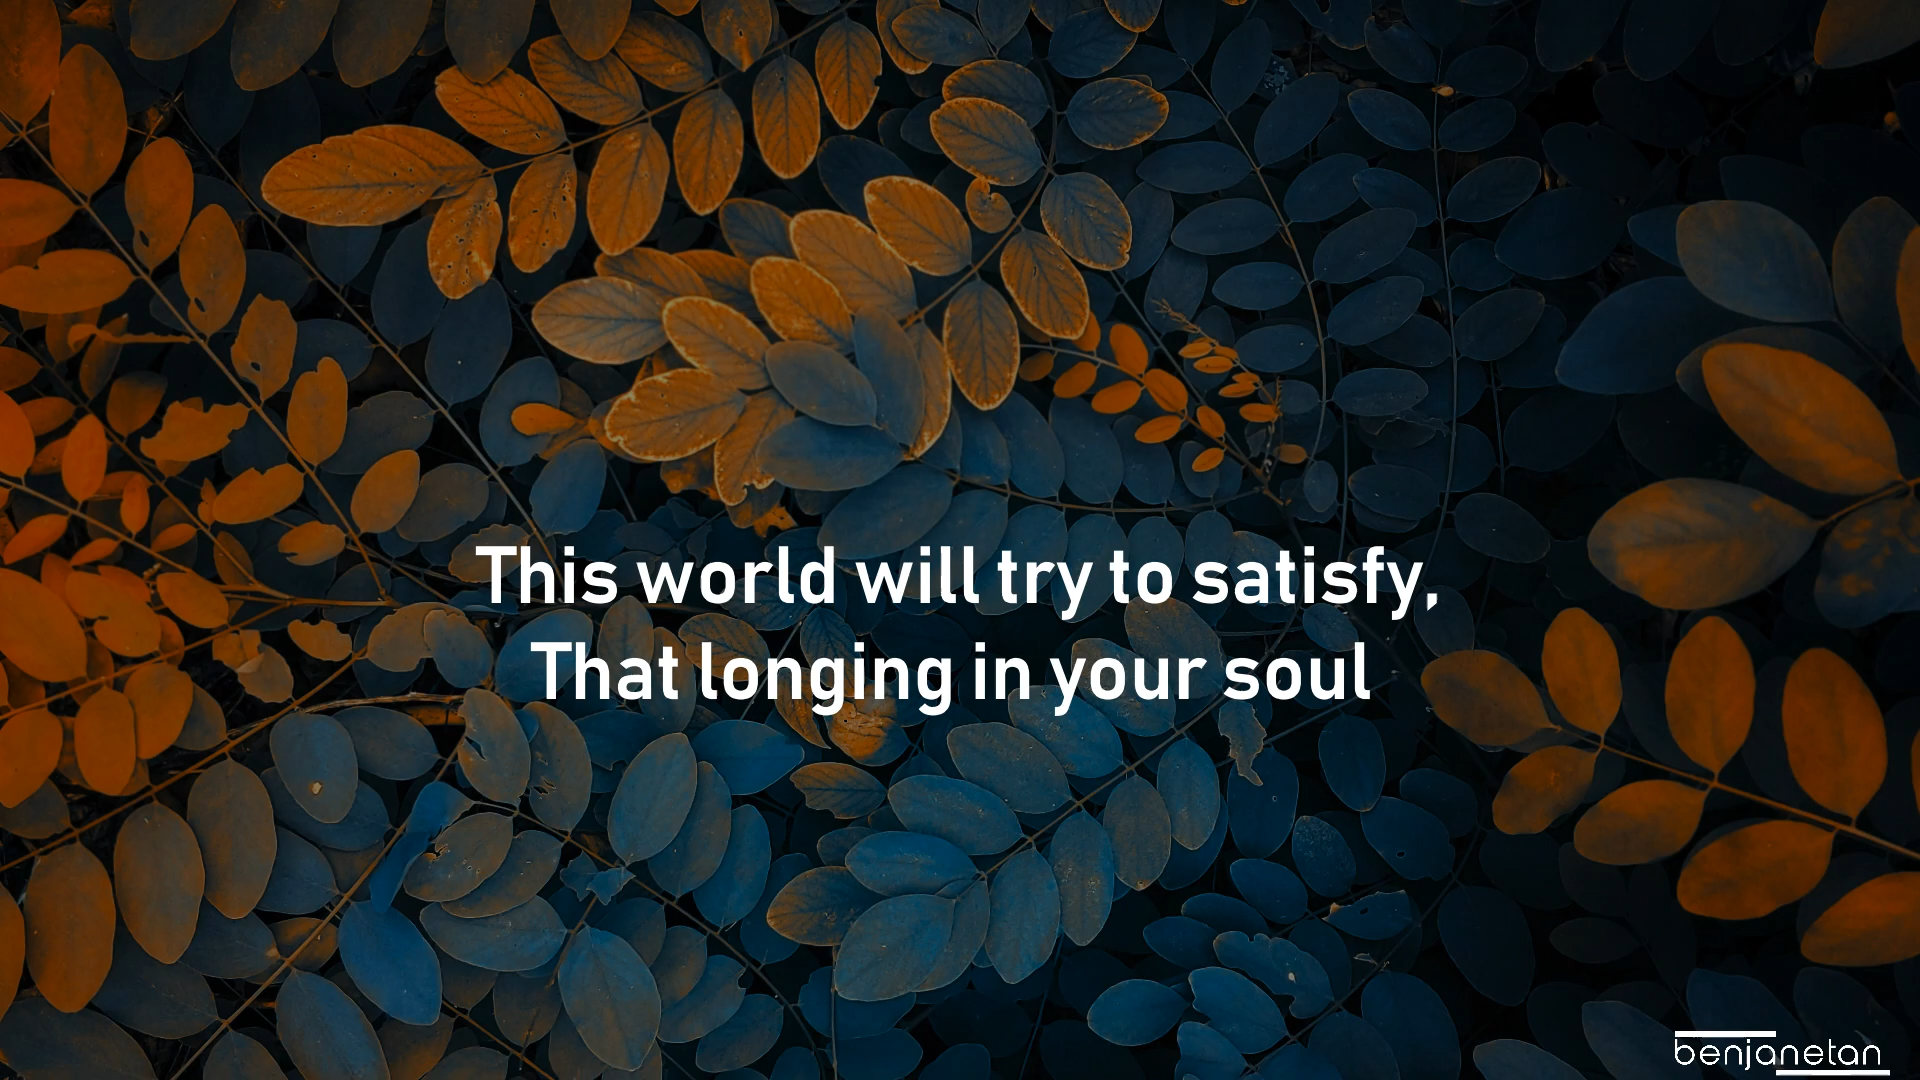 This world will try to satisfy,
That longing in your soul
benjanetan